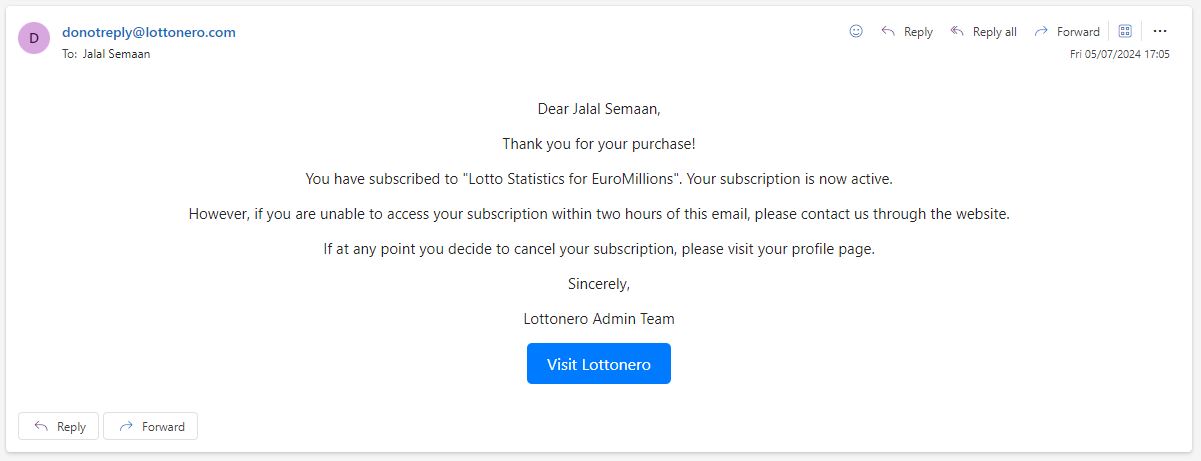 D
donotreply@lottonero.com
Reply
Reply all
Forward
To: Jalal Semaan
Fri 05/07/2024 17:05
Dear Jalal Semaan,
Thank you for your purchase!
You have subscribed to "Lotto Statistics for EuroMillions". Your subscription is now active.
However, if you are unable to access your subscription within two hours of this email, please contact us through the website.
If at any point you decide to cancel your subscription, please visit your profile page.
Sincerely,
Lottonero Admin Team
Visit Lottonero
Reply
Forward